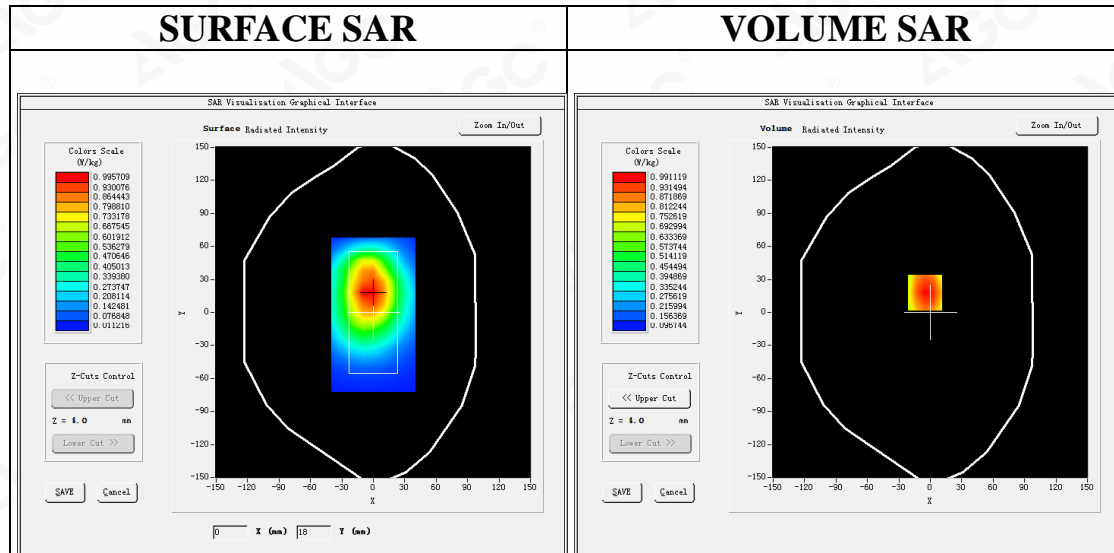 SURFACE SAR
VOLUME SAR
SAR Visualisation Graphical Interface
Surface Radiated Intensity
Zoom In/Out
Colors Scale
(W/kg)
0.995709
0.930076
0.864443
0.798810
0.733178
0.667545
0.601912
0.536279
0.470646
0.405013
0.339380
0.273747
0.208114
0.142481
0.076848
0.011216
Z-Cuts Control
<< Upper Cut
Z = 4.0 mm
Lower Cut >>
SAVE Cancel
150
120
90
60
30
0
-30
-60
-90
-120
-150
Y
-150 -120 -90 -60 -30 0 30 60 90 120 150
X
0 X (mm) 18 Y (mm)
SAR Visualisation Graphical Interface
Volume Radiated Intensity
Zoom In/Out
Colors Scale
(W/kg)
0.991119
0.931494
0.871869
0.812244
0.752619
0.692994
0.633369
0.573744
0.514119
0.454494
0.394869
0.335244
0.275619
0.215994
0.156369
0.096744
Z-Cuts Control
<< Upper Cut
Z = 4.0 mm
Lower Cut >>
SAVE Cancel
150
120
90
60
30
0
-30
-60
-90
-120
-150
Y
-150 -120 -90 -60 -30 0 30 60 90 120 150
X